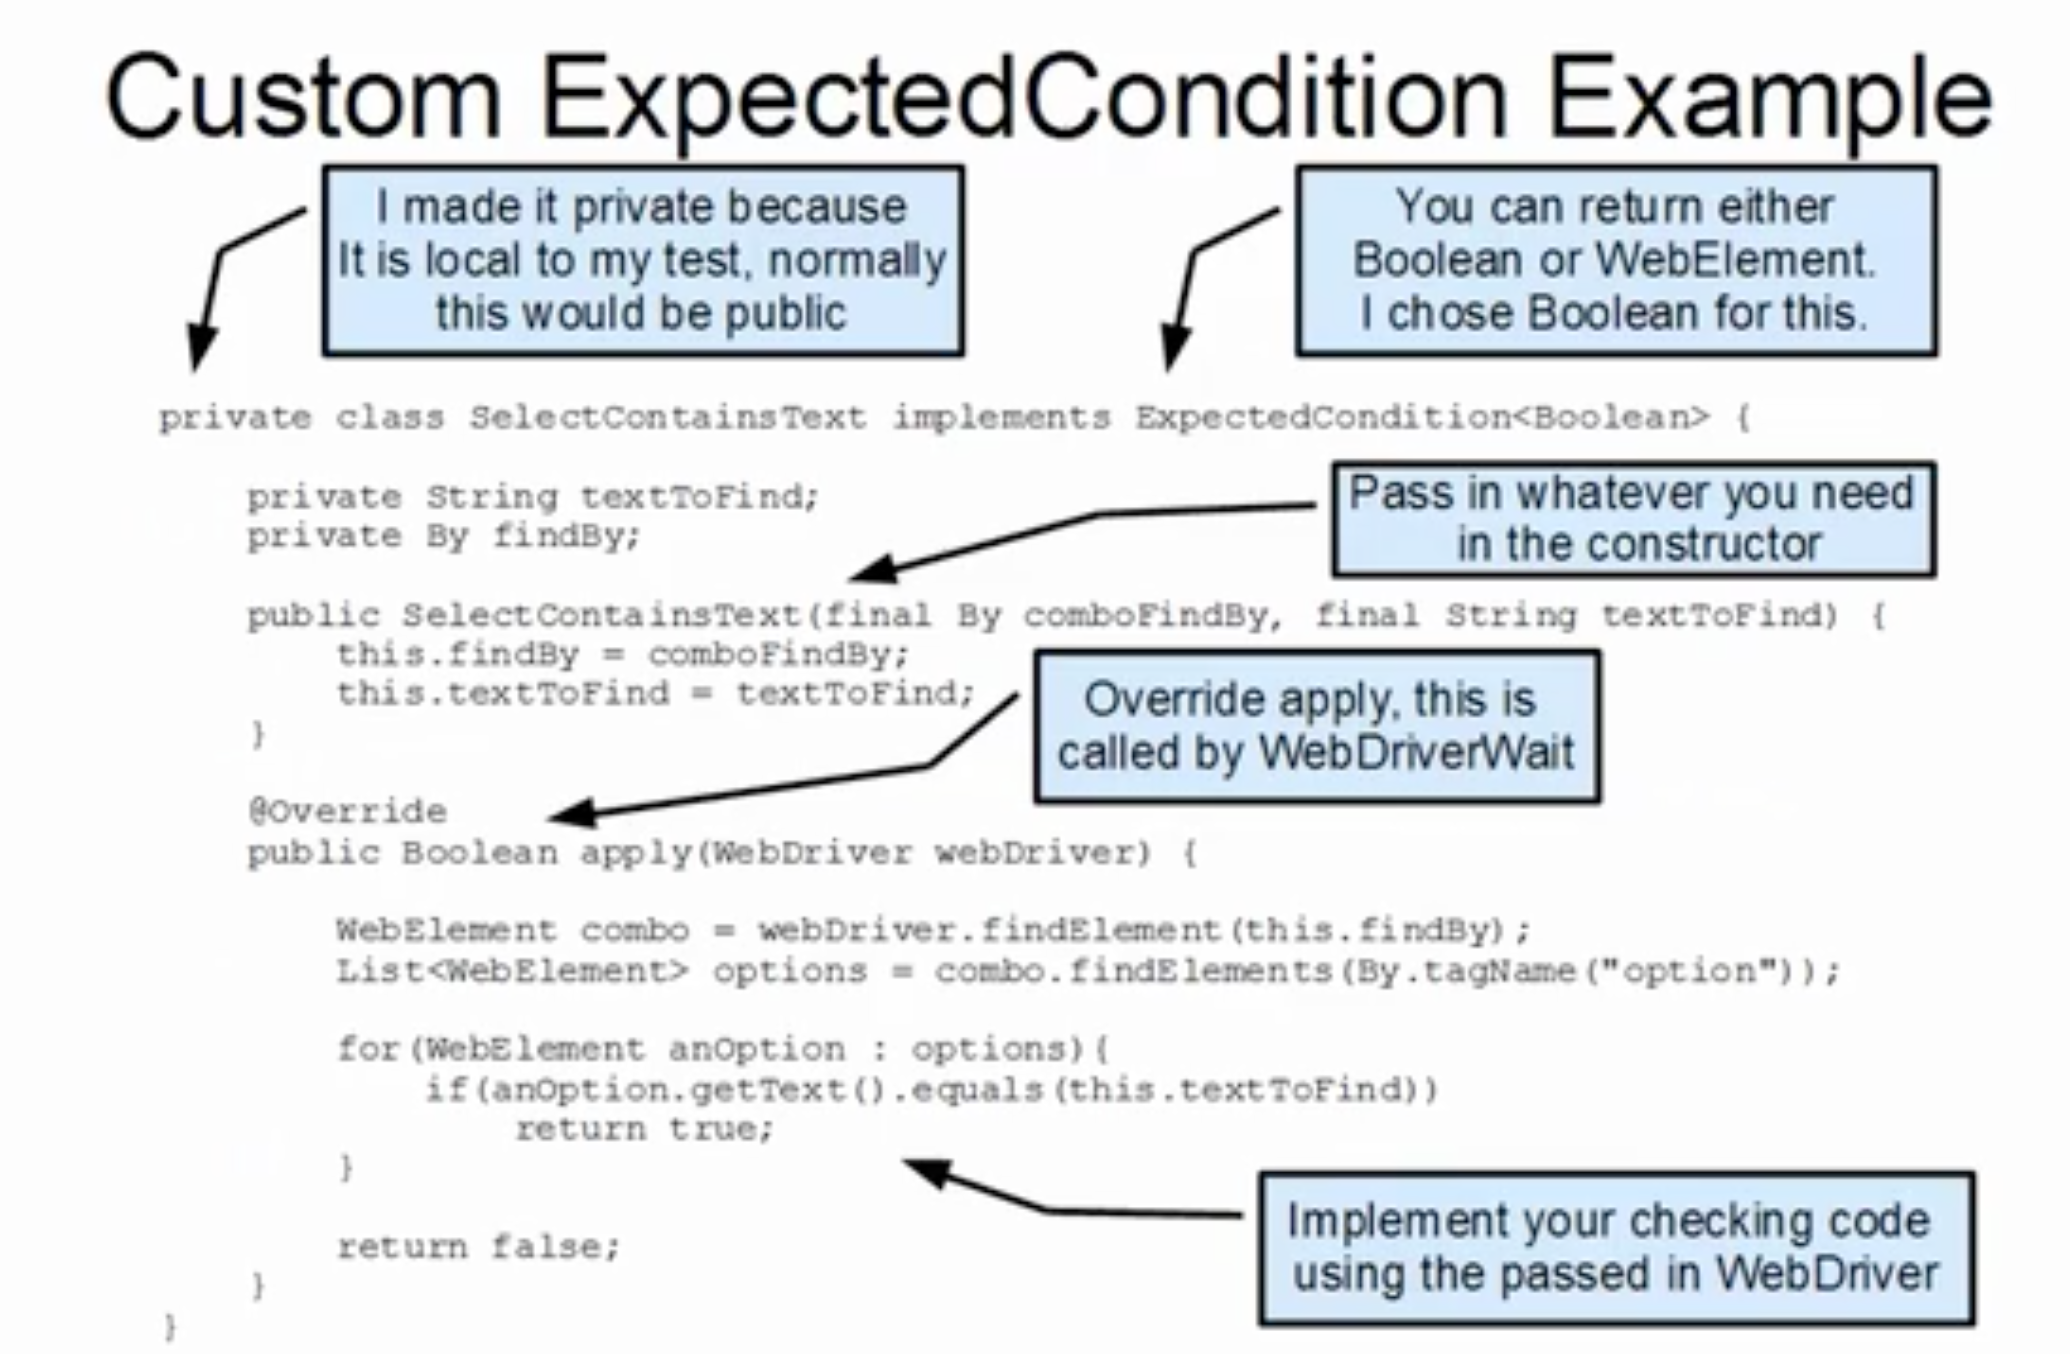 Custom ExpectedCondition Example
I made it private because
It is local to my test, normally
this would be public
You can return either
Boolean or WebElement.
I chose Boolean for this.
private class SelectContainsText implements ExpectedCondition<Boolean> {
private String textToFind;
private By findBy;
Pass in whatever you need
in the constructor
public SelectContainsText(final By comboFindBy, final String textToFind) {
this.findBy = comboFindBy;
this.textToFind = textToFind;
}
Override apply, this is
called by WebDriverWait
@Override
public Boolean apply(WebDriver webDriver) {
WebElement combo = webDriver.findElement(this.findBy);
List<WebElement> options = combo.findElements(By.tagName("option"));
for(WebElement anOption : options){
if(anOption.getText().equals(this.textToFind))
return true;
}
Implement your checking code
using the passed in WebDriver
return false;
}
}